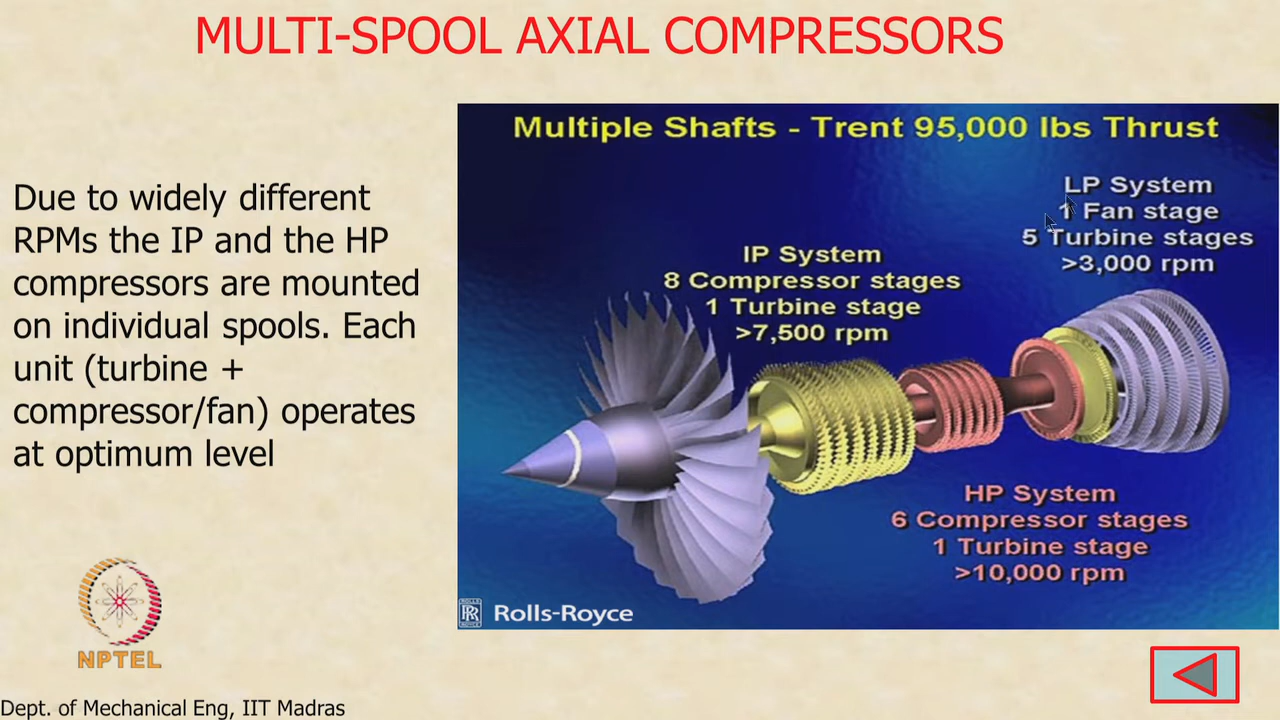 MULTI-SPOOL AXIAL COMPRESSORS
Due to widely different
RPMs the IP and the HP
compressors are mounted
on individual spools. Each
unit (turbine +
compressor/fan) operates
at optimum level
Multiple Shafts - Trent 95,000 lbs Thrust
LP System
1 Fan stage
5 Turbine stages
>3,000 rpm
IP System
8 Compressor stages
1 Turbine stage
>7,500 rpm
HP System
6 Compressor stages
1 Turbine stage
>10,000 rpm
Rolls-Royce
NPTEL
Dept. of Mechanical Eng, IIT Madras